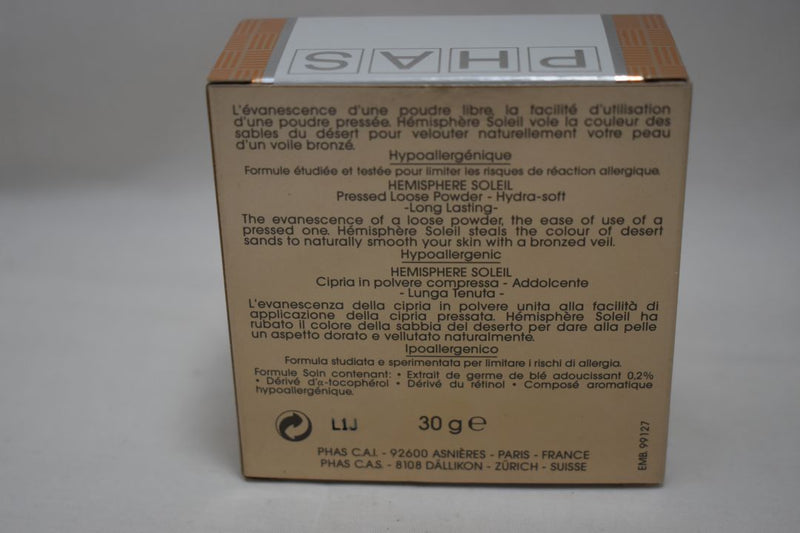 PHAS
L'évanescence d'une poudre libre, la facilité d'utilisation
d'une poudre pressée. Hémisphère Soleil vole la couleur des
sables du désert pour velouter naturellement votre peau
d'un voile bronzé.
Hypoallergénique
Formule étudiée et testée pour limiter les risques de réaction allergique.
HEMISPHERE SOLEIL
Pressed Loose Powder - Hydra-soft
-Long Lasting-
The evanescence of a loose powder, the ease of use of a
pressed one. Hémisphère Soleil steals the colour of desert
sands to naturally smooth your skin with a bronzed veil.
Hypoallergenic
HEMISPHERE SOLEIL
Cipria in polvere compressa - Addolcente
- Lunga Tenuta -
L'evanescenza della cipria in polvere unita alla facilità di
applicazione della cipria pressata. Hémisphère Soleil ha
rubato il colore della sabbia del deserto per dare alla pelle
un aspetto dorato e vellutato naturalmente.
Ipoallergenico
Formula studiata e sperimentata per limitare i rischi di allergia.
Formule Soin contenant: • Extrait de germe de blé adoucissant 0,2%
• Dérivé d'α-tocophérol • Dérivé du rétinol • Composé aromatique
hypoallergénique.
L1J 30 g e
EMB. 99127
PHAS C.A.I. - 92600 ASNIÈRES - PARIS - FRANCE
PHAS C.A.S. - 8108 DÄLLIKON - ZÜRICH - SUISSE